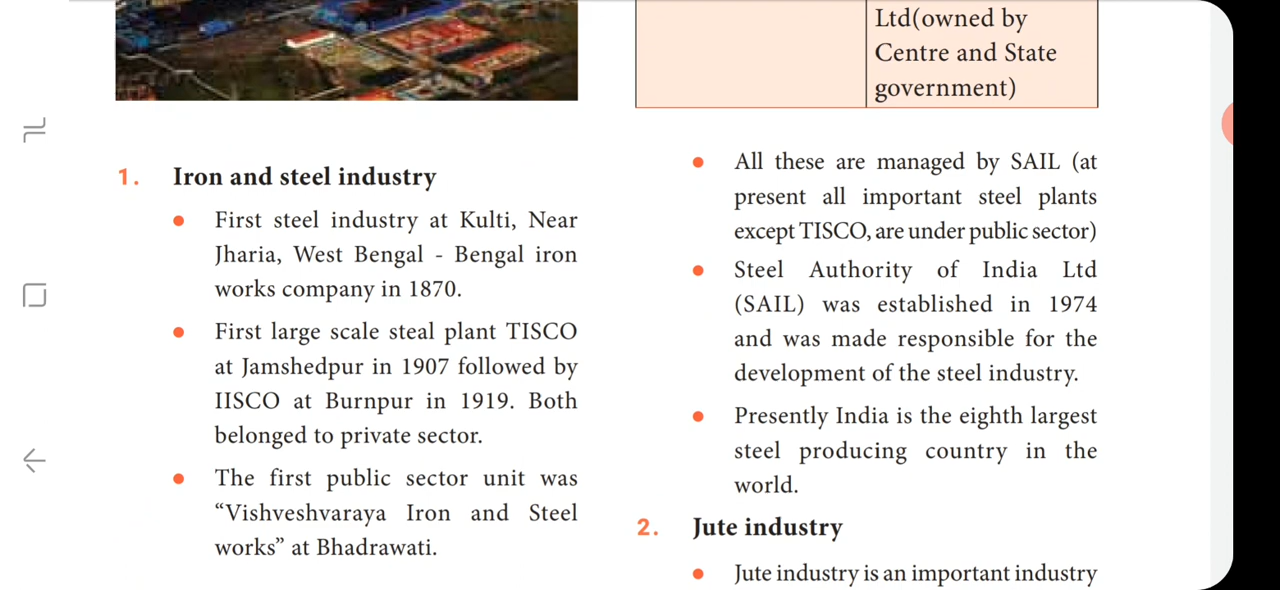 1. Iron and steel industry
• First steel industry at Kulti, Near
Jharia, West Bengal - Bengal iron
works company in 1870.
• First large scale steal plant TISCO
at Jamshedpur in 1907 followed by
IISCO at Burnpur in 1919. Both
belonged to private sector.
• The first public sector unit was
“Vishveshvaraya Iron and Steel
works” at Bhadrawati.
Ltd(owned by
Centre and State
government)
• All these are managed by SAIL (at
present all important steel plants
except TISCO, are under public sector)
• Steel Authority of India Ltd
(SAIL) was established in 1974
and was made responsible for the
development of the steel industry.
• Presently India is the eighth largest
steel producing country in the
world.
2. Jute industry
• Jute industry is an important industry